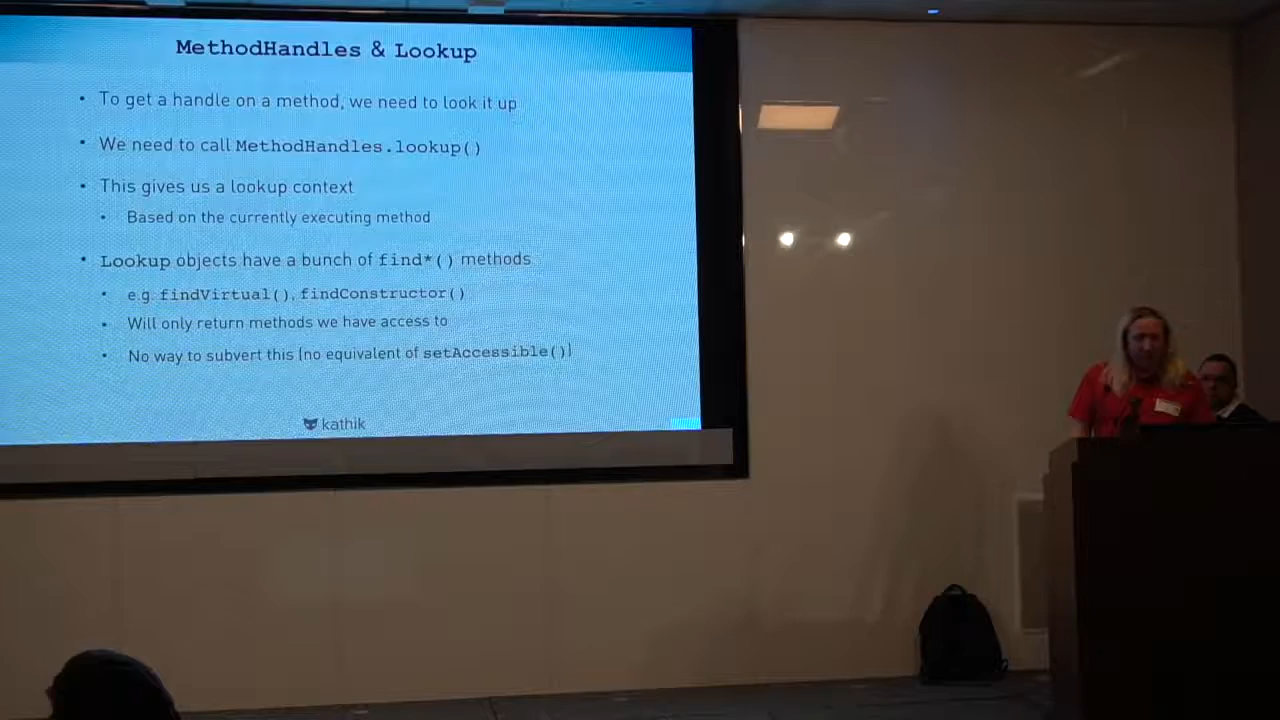 MethodHandles & Lookup
• To get a handle on a method, we need to look it up
• We need to call MethodHandles.lookup()
• This gives us a lookup context
• Based on the currently executing method
• Lookup objects have a bunch of find*() methods
• e.g. findVirtual(), findConstructor()
• Will only return methods we have access to
• No way to subvert this (no equivalent of setAccessible())
kathik